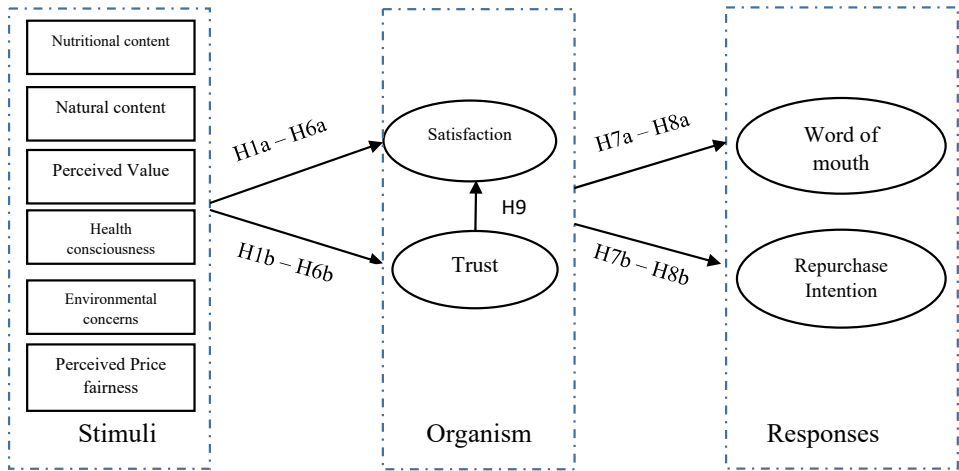 Nutritional content
Natural content
Perceived Value
Health
consciousness
Environmental
concerns
Perceived Price
fairness
Stimuli
H1a – H6a
H1b – H6b
Satisfaction
H9
Trust
Organism
H7a – H8a
H7b – H8b
Word of
mouth
Repurchase
Intention
Responses